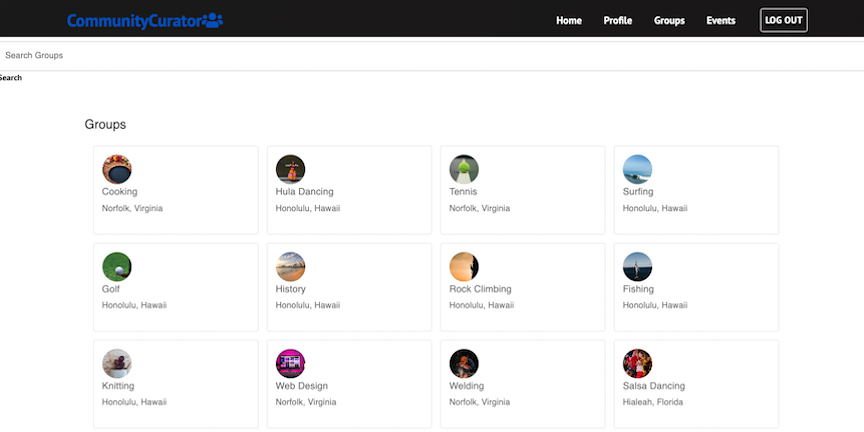 CommunityCurator
Home Profile Groups Events LOG OUT
Search Groups
Search
Groups
Cooking
Norfolk, Virginia
Hula Dancing
Honolulu, Hawaii
Tennis
Norfolk, Virginia
Surfing
Honolulu, Hawaii
Golf
Honolulu, Hawaii
History
Honolulu, Hawaii
Rock Climbing
Honolulu, Hawaii
Fishing
Honolulu, Hawaii
Knitting
Honolulu, Hawaii
Web Design
Norfolk, Virginia
Welding
Norfolk, Virginia
Salsa Dancing
Hialeah, Florida